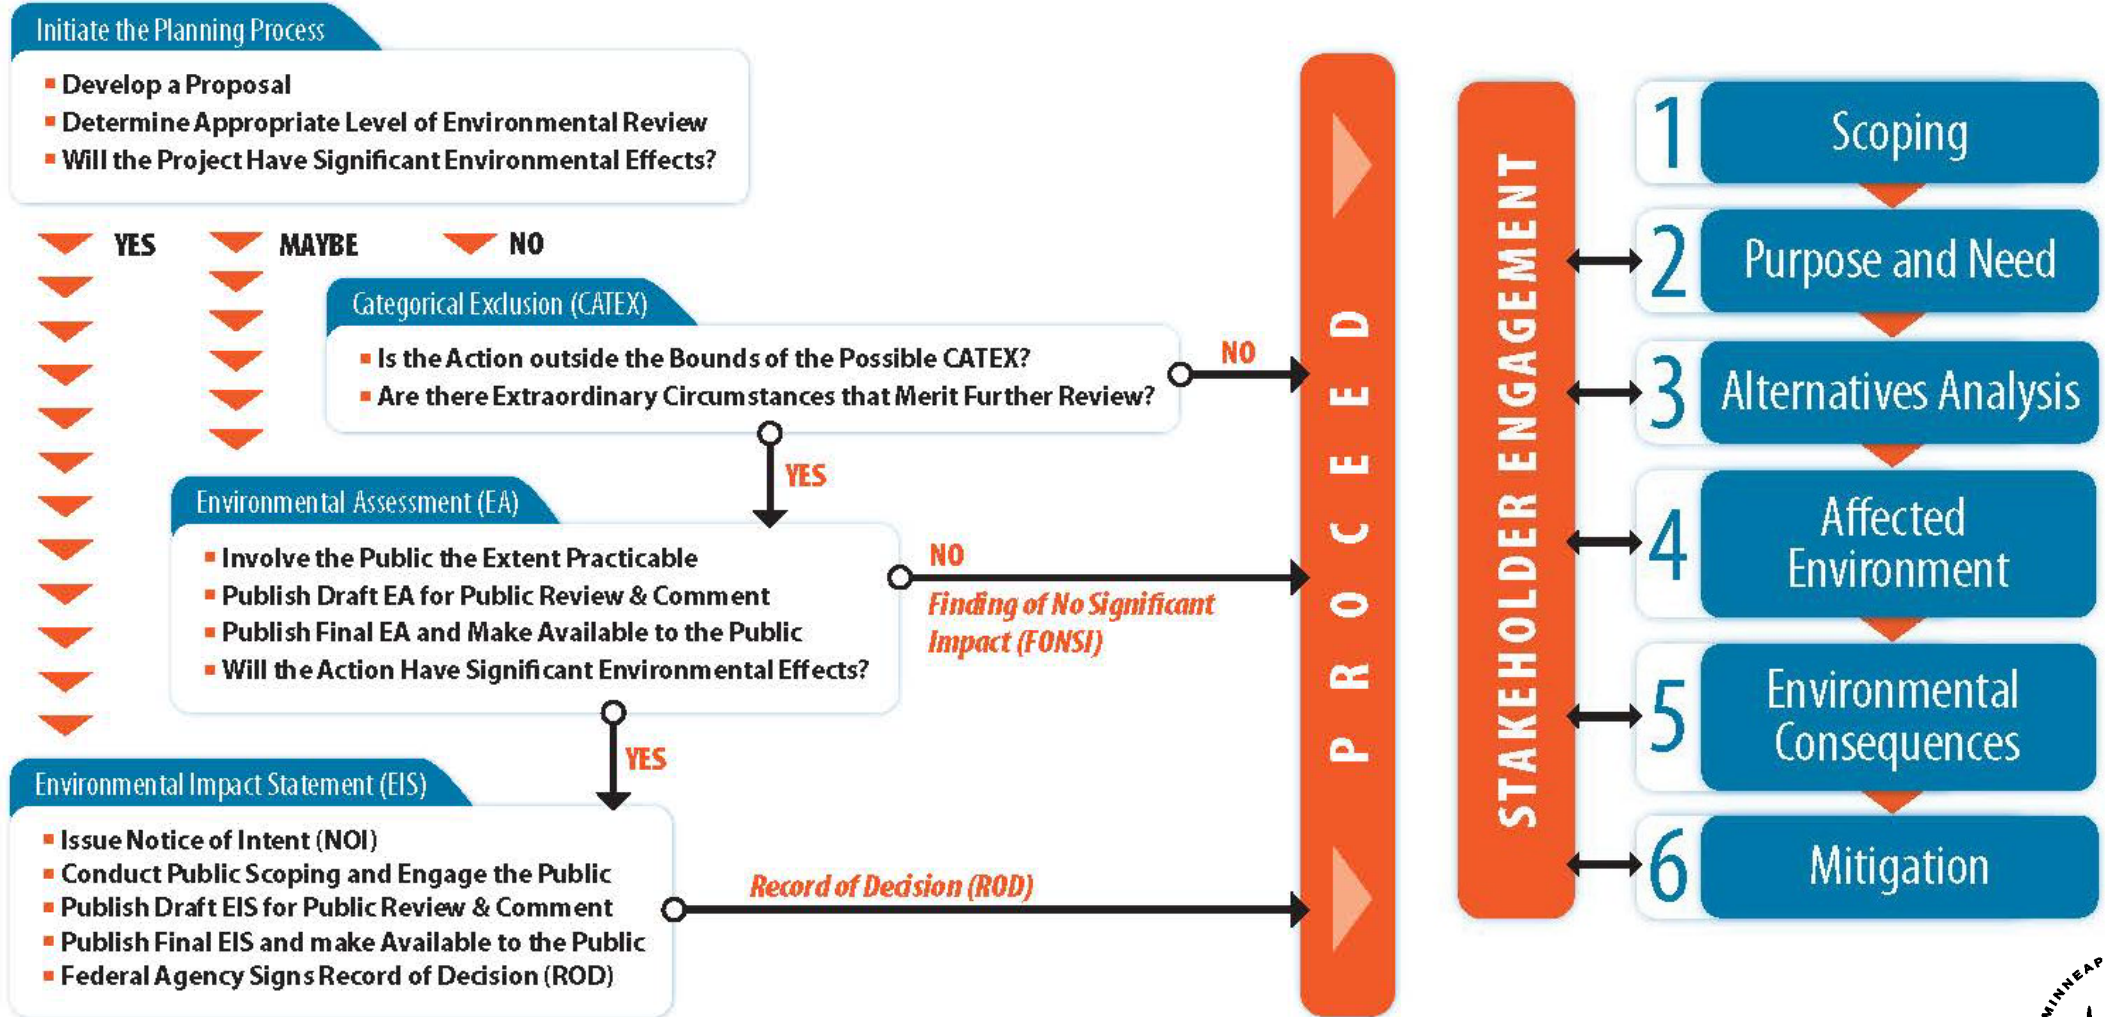 Initiate the Planning Process
▪ Develop a Proposal
▪ Determine Appropriate Level of Environmental Review
▪ Will the Project Have Significant Environmental Effects?
YES
MAYBE
NO
Categorical Exclusion (CATEX)
▪ Is the Action outside the Bounds of the Possible CATEX?
▪ Are there Extraordinary Circumstances that Merit Further Review?
NO
YES
Environmental Assessment (EA)
▪ Involve the Public the Extent Practicable
▪ Publish Draft EA for Public Review & Comment
▪ Publish Final EA and Make Available to the Public
▪ Will the Action Have Significant Environmental Effects?
NO
Finding of No Significant
Impact (FONSI)
YES
Environmental Impact Statement (EIS)
▪ Issue Notice of Intent (NOI)
▪ Conduct Public Scoping and Engage the Public
▪ Publish Draft EIS for Public Review & Comment
▪ Publish Final EIS and make Available to the Public
▪ Federal Agency Signs Record of Decision (ROD)
Record of Decision (ROD)
PROCEED
STAKEHOLDER ENGAGEMENT
1 Scoping
2 Purpose and Need
3 Alternatives Analysis
4 Affected
Environment
5 Environmental
Consequences
6 Mitigation
MINNEAP